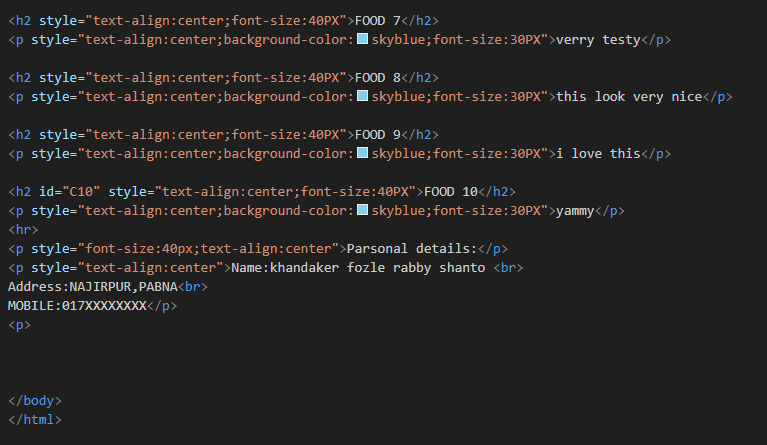 <h2 style="text-align:center;font-size:40PX">FOOD 7</h2>
<p style="text-align:center;background-color:skyblue;font-size:30PX">verry testy</p>
<h2 style="text-align:center;font-size:40PX">FOOD 8</h2>
<p style="text-align:center;background-color:skyblue;font-size:30PX">this look very nice</p>
<h2 style="text-align:center;font-size:40PX">FOOD 9</h2>
<p style="text-align:center;background-color:skyblue;font-size:30PX">i love this</p>
<h2 id="C10" style="text-align:center;font-size:40PX">FOOD 10</h2>
<p style="text-align:center;background-color:skyblue;font-size:30PX">yammy</p>
<hr>
<p style="font-size:40px;text-align:center">Parsonal details:</p>
<p style="text-align:center">Name:khandaker fozle rabby shanto <br>
Address:NAJIRPUR,PABNA<br>
MOBILE:017XXXXXXXX</p>
<p>
</body>
</html>